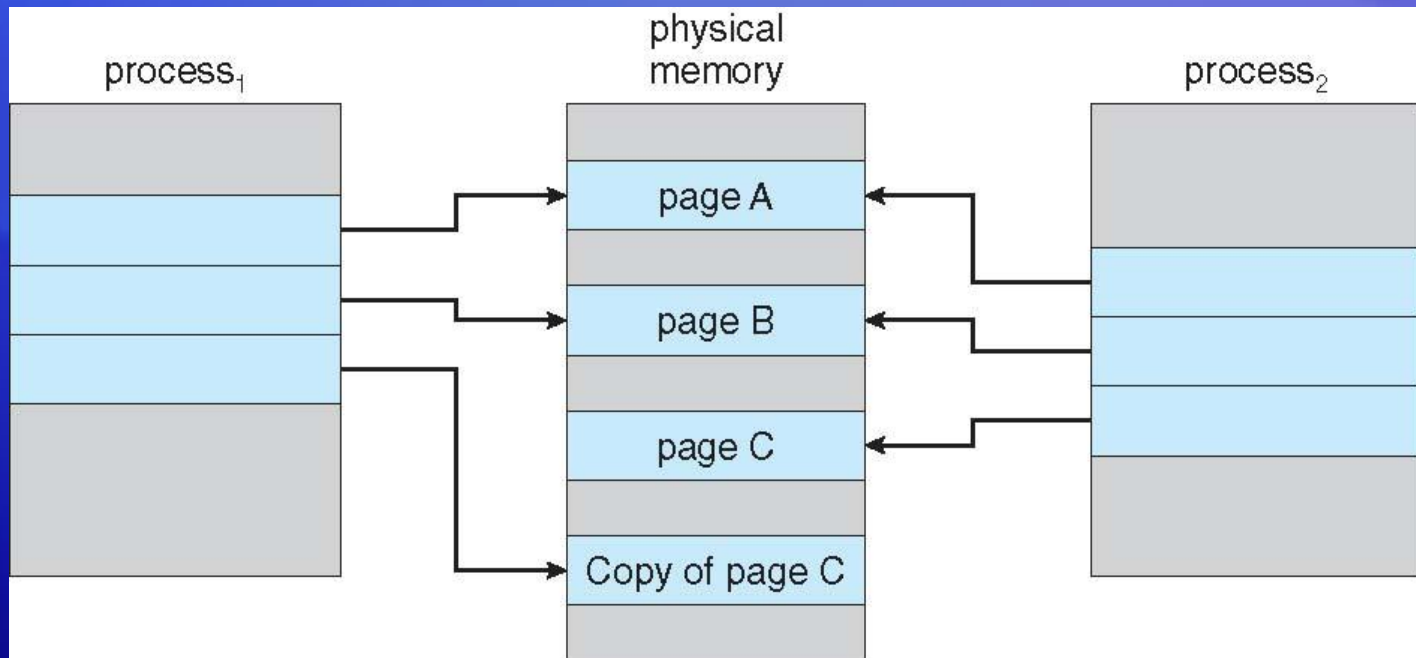 physical
memory
process₁
process₂
page A
page B
page C
Copy of page C